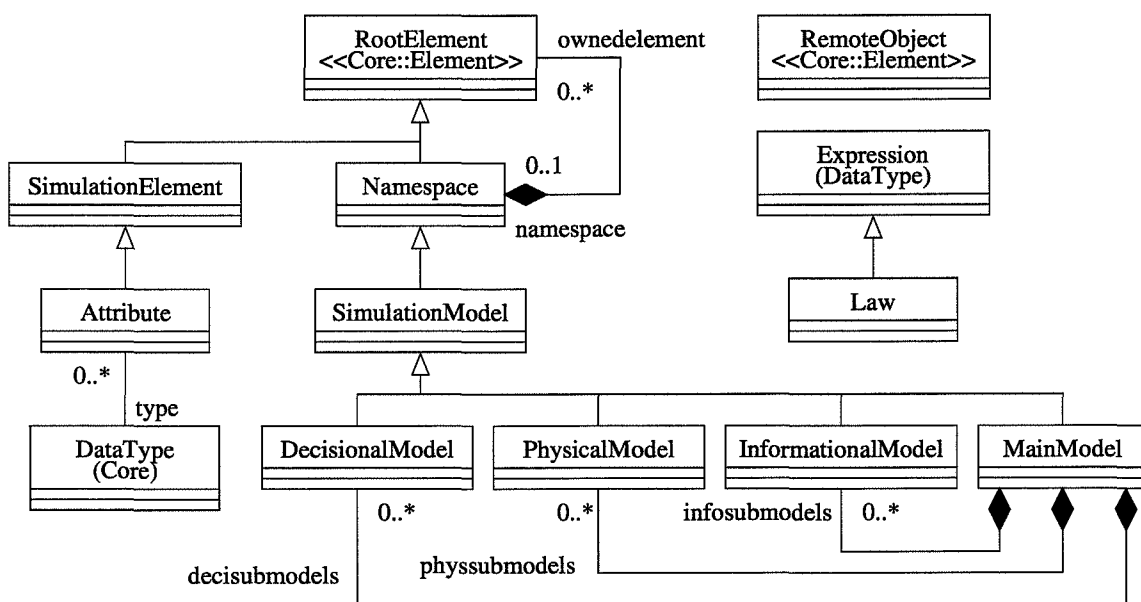 RootElement
<<Core::Element>>
ownedelement
0..*
RemoteObject
<<Core::Element>>
SimulationElement
Namespace
0..1
namespace
Expression
(DataType)
Attribute
0..*
type
SimulationModel
Law
DataType
(Core)
DecisionalModel
PhysicalModel
InformationalModel
MainModel
0..*
0..*
infosubmodels
0..*
decisubmodels
physsubmodels